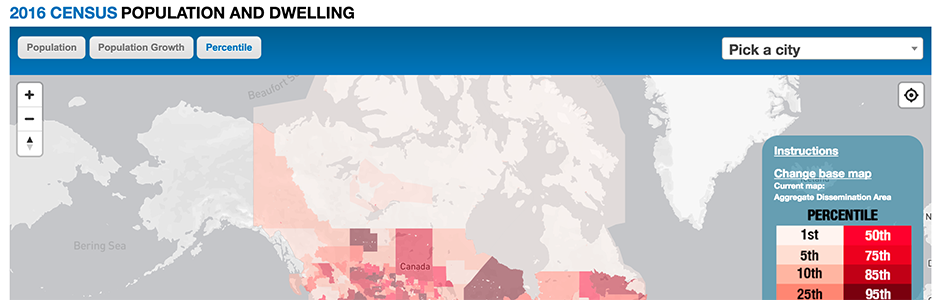 2016 CENSUS POPULATION AND DWELLING
Population Population Growth Percentile Pick a city
+
−
Beaufort S
Bering Sea
Canada
Instructions
Change base map
Current map:
Aggregate Dissemination Area
PERCENTILE
1st 50th
5th 75th
10th 85th
25th 95th
N
D